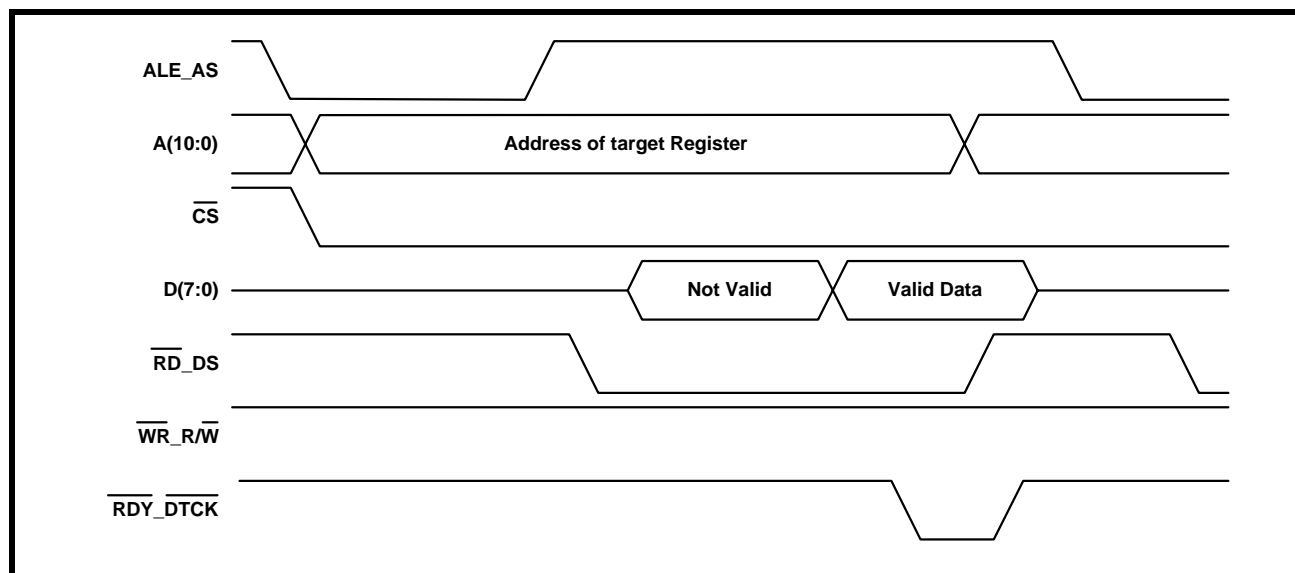 ALE_AS
A(10:0) Address of target Register
CS
D(7:0) Not Valid Valid Data
RD_DS
WR_R/W
RDY_DTCK